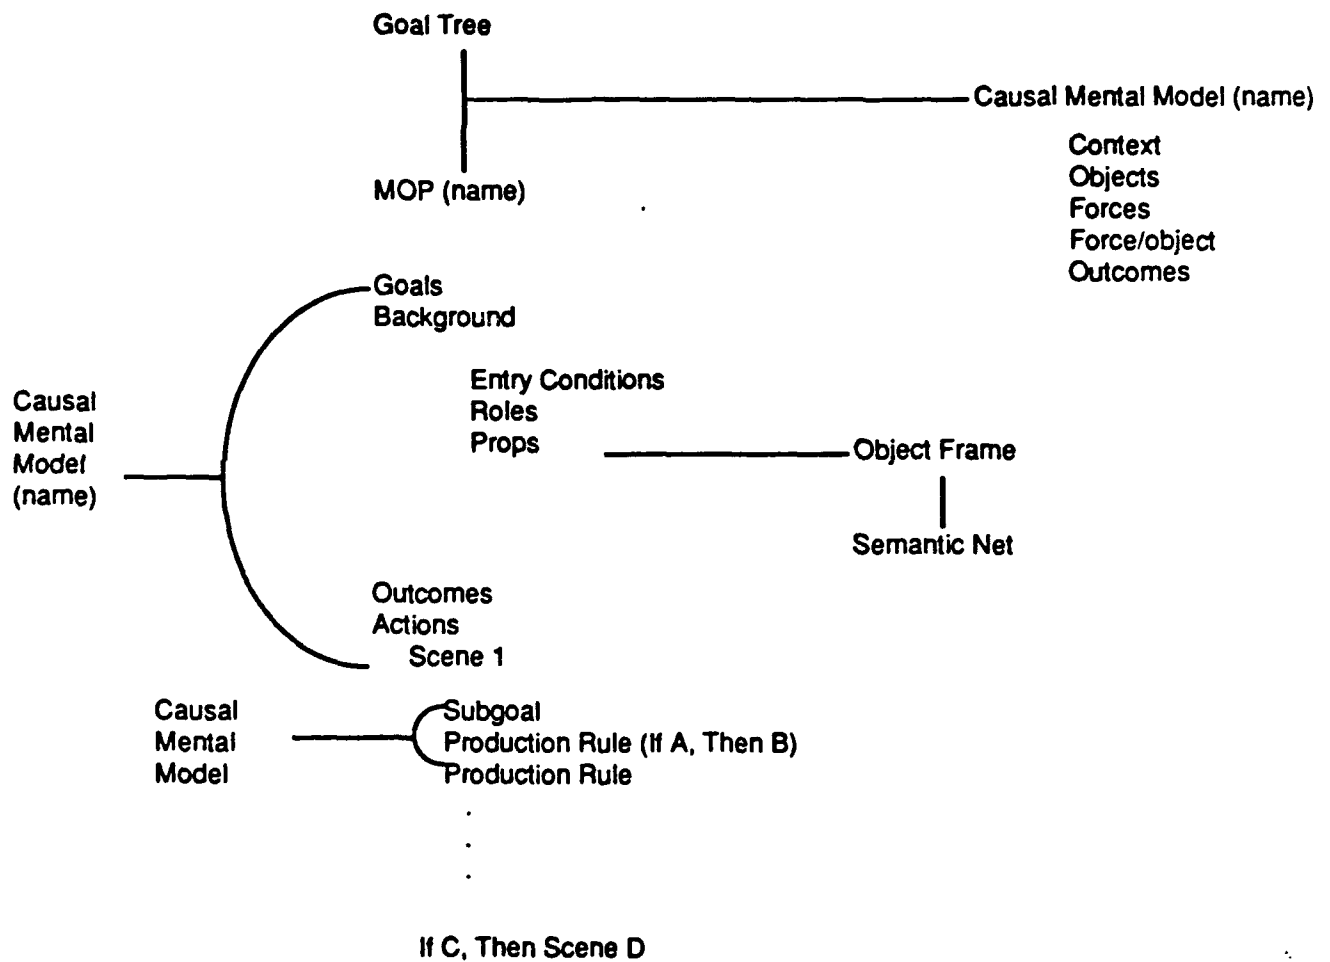 Goal Tree
Causal Mental Model (name)
Context
Objects
Forces
Force/object
Outcomes
MOP (name)
Goals
Background
Entry Conditions
Roles
Props
Object Frame
Semantic Net
Causal
Mental
Model
(name)
Outcomes
Actions
Scene 1
Causal
Mental
Model
Subgoal
Production Rule (If A, Then B)
Production Rule
.
.
.
If C, Then Scene D